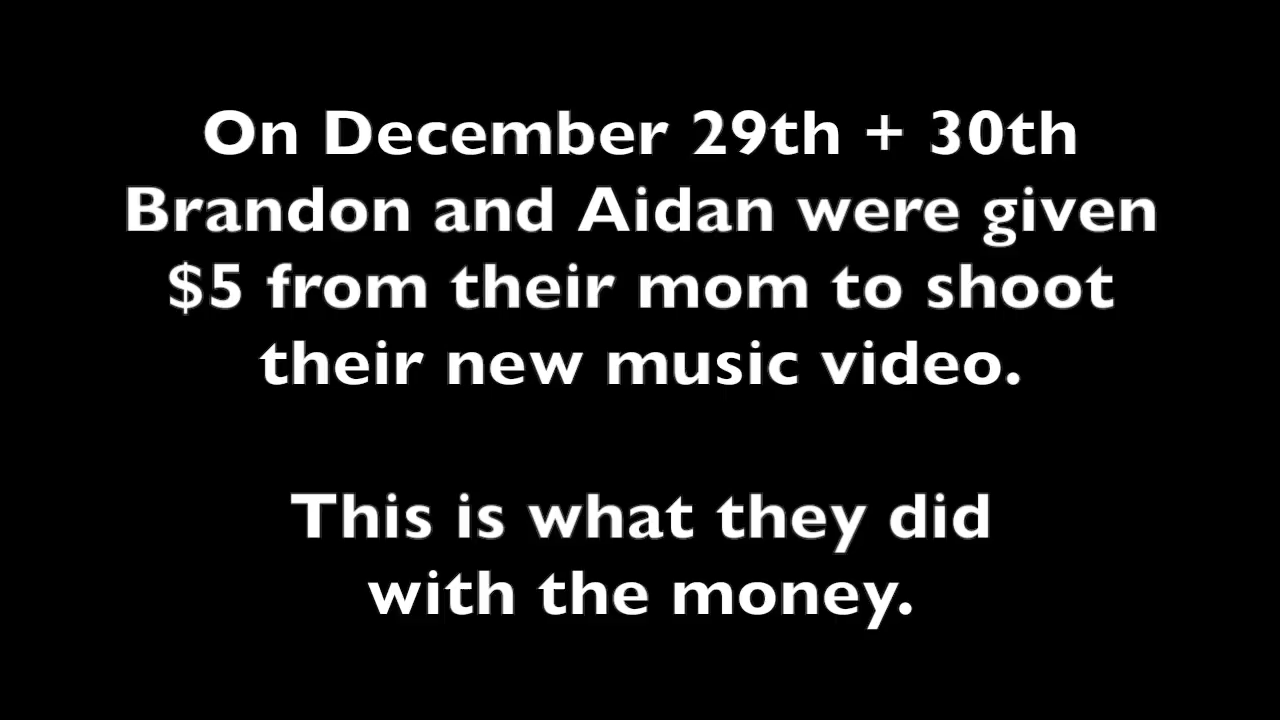 On December 29th + 30th
Brandon and Aidan were given
$5 from their mom to shoot
their new music video.
This is what they did
with the money.